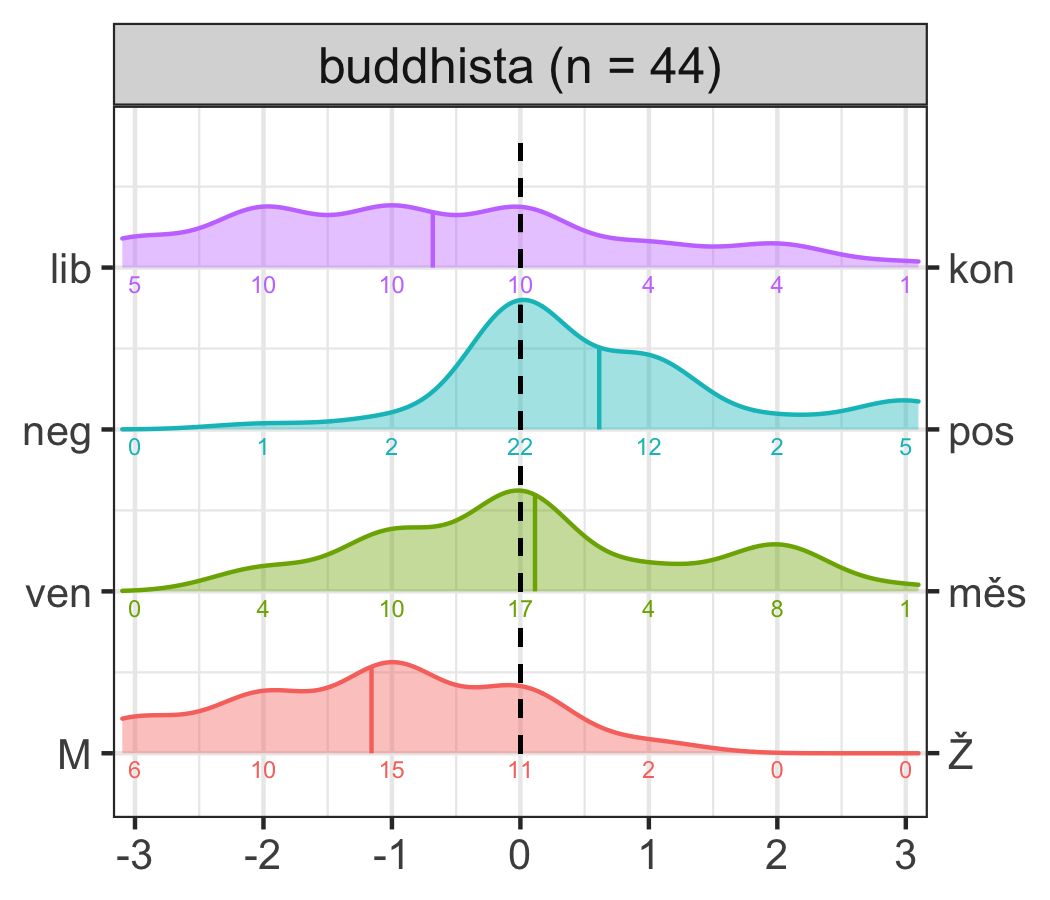 buddhista (n = 44)
lib kon
5 10 10 10 4 4 1
neg pos
0 1 2 22 12 2 5
ven měs
0 4 10 17 4 8 1
M Ž
6 10 15 11 2 0 0
-3 -2 -1 0 1 2 3